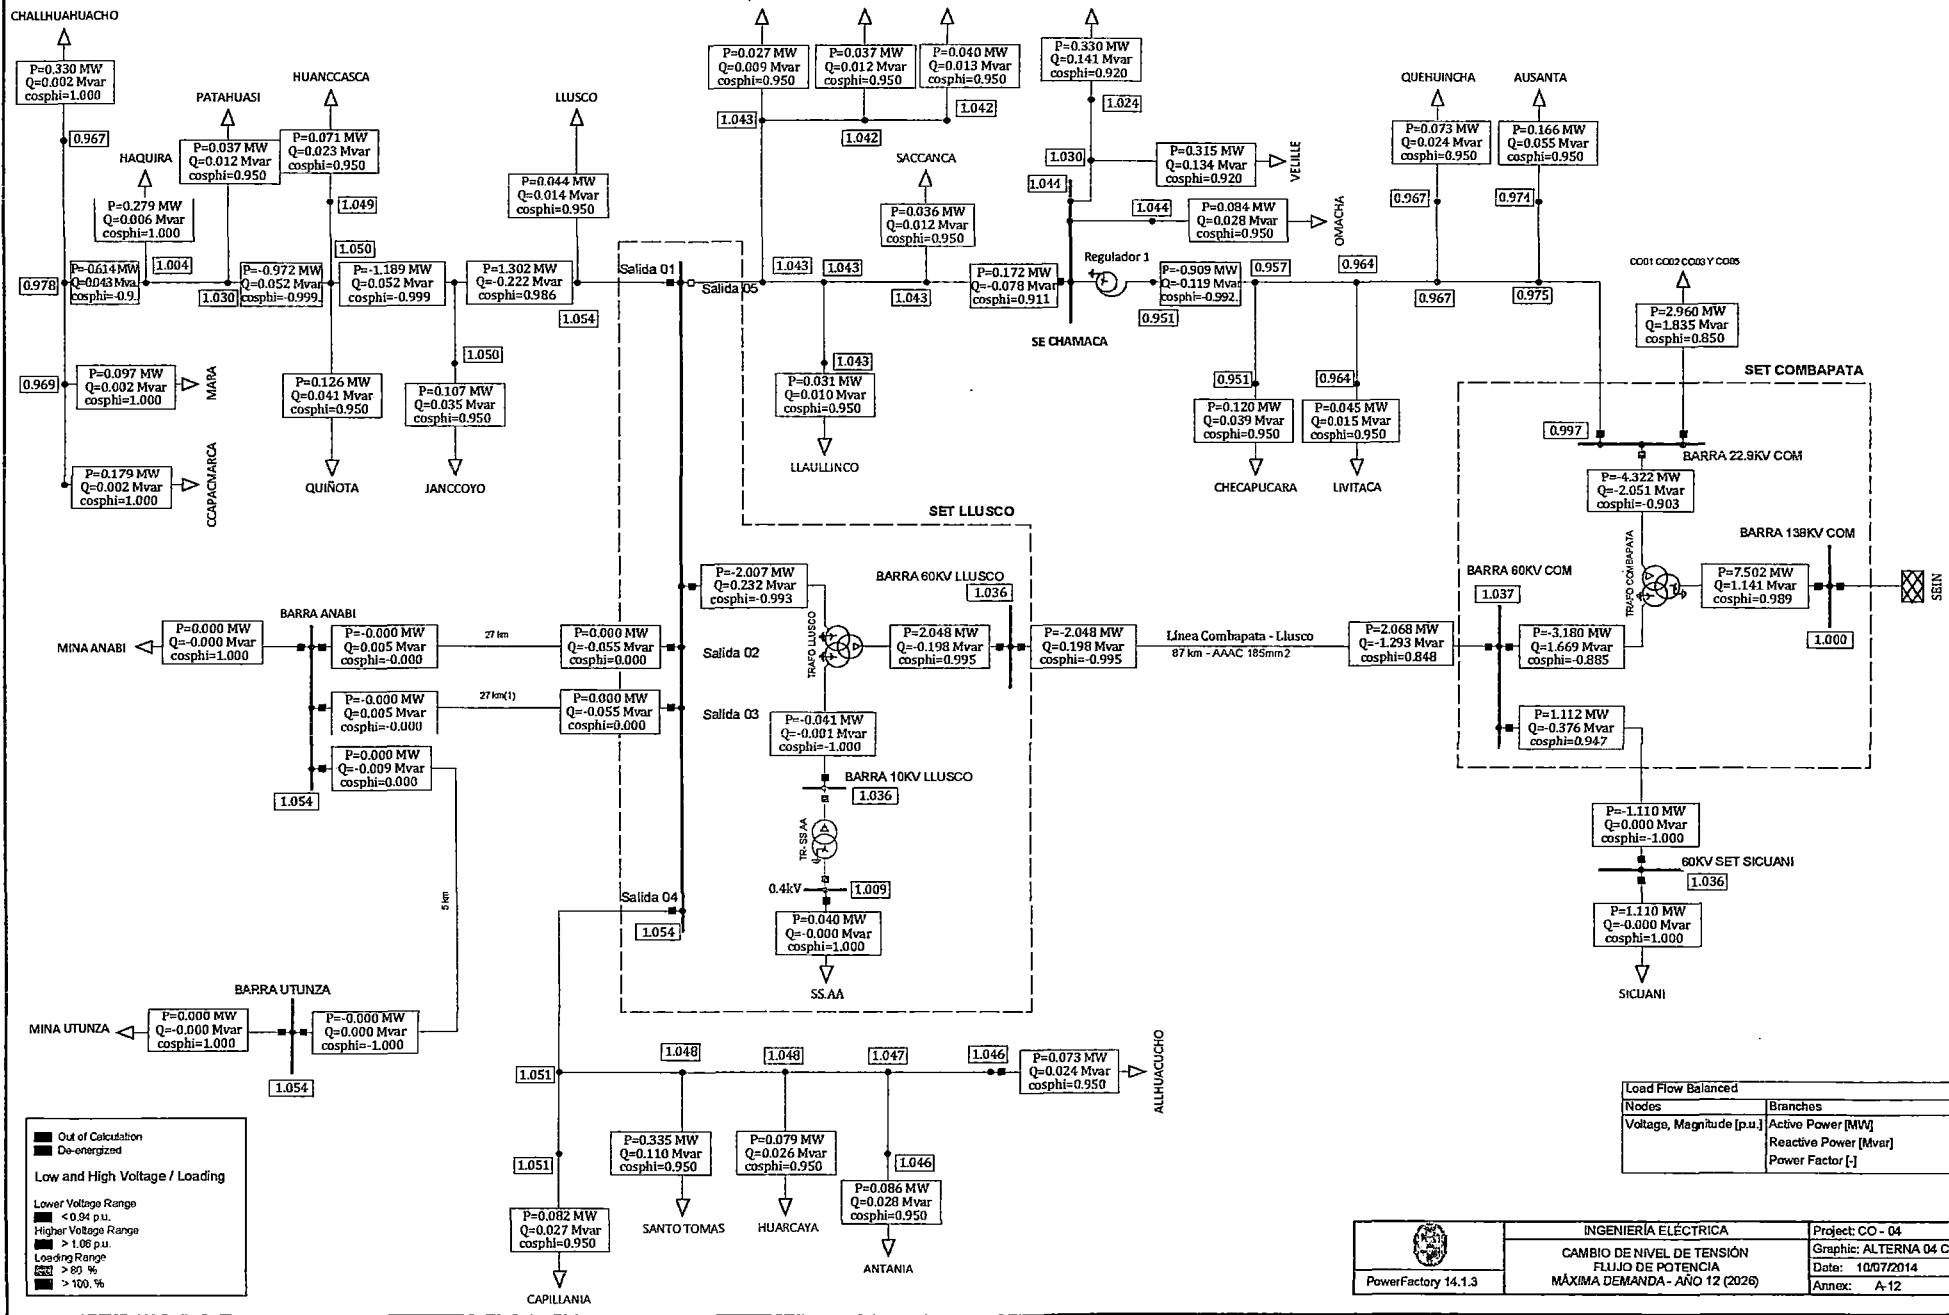 CHALLHUAHUACHO
P=0.330 MW
Q=0.002 Mvar
cosphi=1.000
0.967
HAQUIRA
P=0.279 MW
Q=0.006 Mvar
cosphi=1.000
PATAHUASI
P=0.037 MW
Q=0.012 Mvar
cosphi=0.950
HUANCCASCA
P=0.071 MW
Q=0.023 Mvar
cosphi=0.950
1.049
1.050
LLUSCO
P=0.044 MW
Q=0.014 Mvar
cosphi=0.950
0.978
P=-0.614 MW
Q=0.043 Mva
cosphi=-0.9.
1.004
1.030
P=-0.972 MW
Q=0.052 Mvar
cosphi=-0.999
P=-1.189 MW
Q=0.052 Mvar
cosphi=-0.999
P=1.302 MW
Q=-0.222 Mvar
cosphi=0.986
1.054
0.969
P=0.097 MW
Q=0.002 Mvar
cosphi=1.000
MARA
P=0.179 MW
Q=0.002 Mvar
cosphi=1.000
CCAPACMARCA
P=0.126 MW
Q=0.041 Mvar
cosphi=0.950
QUIÑOTA
1.050
P=0.107 MW
Q=0.035 Mvar
cosphi=0.950
JANCCOYO
P=0.027 MW
Q=0.009 Mvar
cosphi=0.950
P=0.037 MW
Q=0.012 Mvar
cosphi=0.950
P=0.040 MW
Q=0.013 Mvar
cosphi=0.950
1.043
1.042
1.042
SACCANCA
P=0.036 MW
Q=0.012 Mvar
cosphi=0.950
Salida 01
Salida 05
1.043
1.043
1.043
P=0.172 MW
Q=-0.078 Mvar
cosphi=0.911
1.043
P=0.031 MW
Q=0.010 Mvar
cosphi=0.950
LLAULLINCO
P=0.330 MW
Q=0.141 Mvar
cosphi=0.920
1.024
1.030
P=0.315 MW
Q=0.134 Mvar
cosphi=0.920
VELILLE
1.044
1.044
P=0.084 MW
Q=0.028 Mvar
cosphi=0.950
OMACHA
Regulador 1
SE CHAMACA
P=-0.909 MW
Q=-0.119 Mvar
cosphi=-0.992.
0.951
0.957
0.964
0.967
0.975
QUEHUINCHA
P=0.073 MW
Q=0.024 Mvar
cosphi=0.950
0.967
AUSANTA
P=0.166 MW
Q=0.055 Mvar
cosphi=0.950
0.974
0.951
P=0.120 MW
Q=0.039 Mvar
cosphi=0.950
CHECAPUCARA
0.964
P=0.045 MW
Q=0.015 Mvar
cosphi=0.950
LIVITACA
CO01 CO02 CO03 Y CO05
P=2.960 MW
Q=1.835 Mvar
cosphi=0.850
SET COMBAPATA
0.997
BARRA 22.9KV COM
P=-4.322 MW
Q=-2.051 Mvar
cosphi=-0.903
TRAFO COMBAPATA
BARRA 138KV COM
P=7.502 MW
Q=1.141 Mvar
cosphi=0.989
1.000
SEIN
BARRA 60KV COM
1.037
P=-3.180 MW
Q=1.669 Mvar
cosphi=-0.885
P=1.112 MW
Q=-0.376 Mvar
cosphi=0.947
P=-1.110 MW
Q=0.000 Mvar
cosphi=-1.000
60KV SET SICUANI
1.036
P=1.110 MW
Q=-0.000 Mvar
cosphi=1.000
SICUANI
SET LLUSCO
P=-2.007 MW
Q=0.232 Mvar
cosphi=-0.993
TRAFO LLUSCO
BARRA 60KV LLUSCO
1.036
P=2.048 MW
Q=-0.198 Mvar
cosphi=0.995
P=-2.048 MW
Q=0.198 Mvar
cosphi=-0.995
Línea Combapata - Llusco
87 km - AAAC 185mm2
P=2.068 MW
Q=-1.293 Mvar
cosphi=0.848
P=-0.041 MW
Q=-0.001 Mvar
cosphi=-1.000
BARRA 10KV LLUSCO
1.036
TR- SS AA
0.4kV
1.009
P=0.040 MW
Q=-0.000 Mvar
cosphi=1.000
SS.AA
MINA ANABI
P=0.000 MW
Q=-0.000 Mvar
cosphi=1.000
BARRA ANABI
P=-0.000 MW
Q=0.005 Mvar
cosphi=-0.000
27 km
P=0.000 MW
Q=-0.055 Mvar
cosphi=0.000
Salida 02
P=-0.000 MW
Q=0.005 Mvar
cosphi=-0.000
27 km(1)
P=0.000 MW
Q=-0.055 Mvar
cosphi=0.000
Salida 03
P=0.000 MW
Q=-0.009 Mvar
cosphi=0.000
1.054
5 km
Salida 04
1.054
BARRA UTUNZA
MINA UTUNZA
P=0.000 MW
Q=-0.000 Mvar
cosphi=1.000
P=-0.000 MW
Q=0.000 Mvar
cosphi=-1.000
1.054
1.051
1.048
1.048
1.047
1.046
P=0.073 MW
Q=0.024 Mvar
cosphi=0.950
ALLHUACUCHO
1.051
P=0.082 MW
Q=0.027 Mvar
cosphi=0.950
CAPILLANIA
P=0.335 MW
Q=0.110 Mvar
cosphi=0.950
SANTO TOMAS
P=0.079 MW
Q=0.026 Mvar
cosphi=0.950
HUARCAYA
1.046
P=0.086 MW
Q=0.028 Mvar
cosphi=0.950
ANTANIA
Out of Calculation
De-energized
Low and High Voltage / Loading
Lower Voltage Range
< 0.94 p.u.
Higher Voltage Range
> 1.06 p.u.
Loading Range
> 80. %
> 100. %
Load Flow Balanced
Nodes
Branches
Voltage, Magnitude [p.u.]
Active Power [MW]
Reactive Power [Mvar]
Power Factor [-]
PowerFactory 14.1.3
INGENIERÍA ELÉCTRICA
CAMBIO DE NIVEL DE TENSIÓN
FLUJO DE POTENCIA
MÁXIMA DEMANDA - AÑO 12 (2026)
Project: CO - 04
Graphic: ALTERNA 04 C
Date: 10/07/2014
Annex: A-12